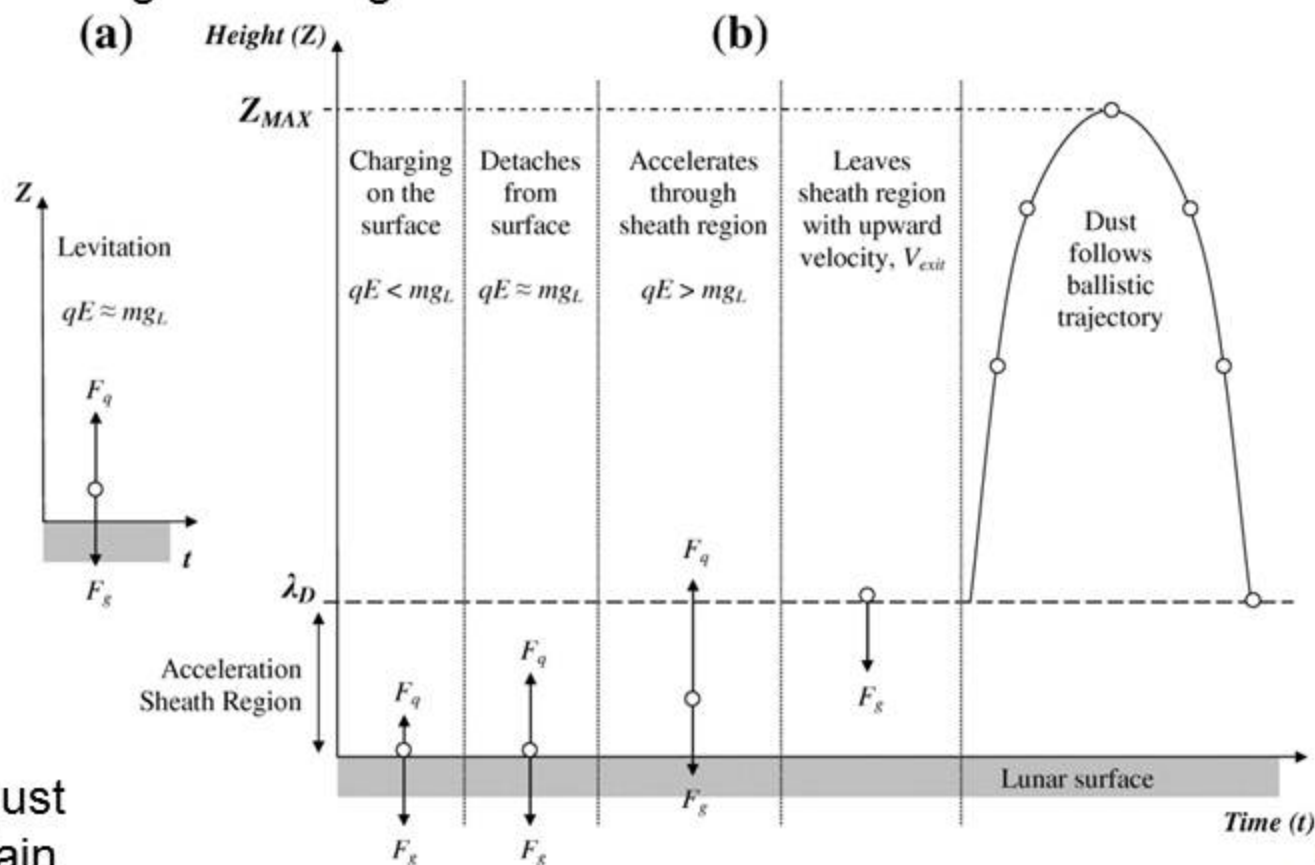 (a)
Height (Z)
(b)
Z_MAX
Charging
on the
surface
qE < mg_L
Detaches
from
surface
qE ≈ mg_L
Accelerates
through
sheath region
qE > mg_L
Leaves
sheath region
with upward
velocity, V_exit
Dust
follows
ballistic
trajectory
Z
Levitation
qE ≈ mg_L
F_q
t
F_g
λ_D
Acceleration
Sheath Region
F_q
F_g
F_q
F_g
F_q
F_g
F_g
Lunar surface
Time (t)
ust
ain